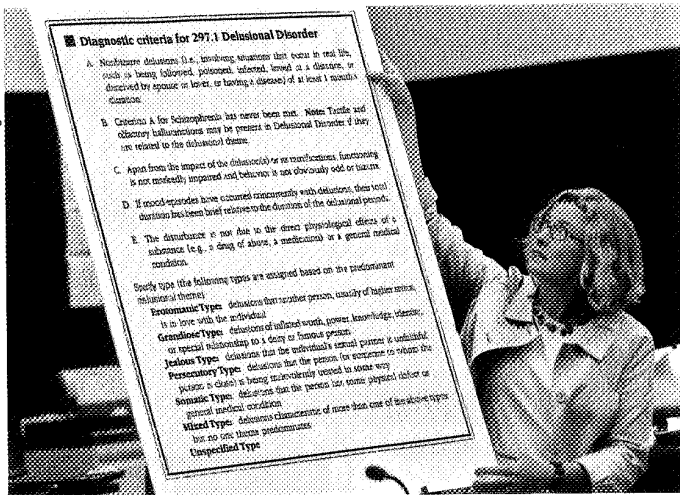 Diagnostic criteria for 297.1 Delusional Disorder
A. Nonbizarre delusions (i.e., involving situations that occur in real life,
such as being followed, poisoned, infected, loved at a distance, or
deceived by spouse or lover, or having a disease) of at least 1 month's
duration.
B. Criterion A for Schizophrenia has never been met. Note: Tactile and
olfactory hallucinations may be present in Delusional Disorder if they
are related to the delusional theme.
C. Apart from the impact of the delusion(s) or its ramifications, functioning
is not markedly impaired and behavior is not obviously odd or bizarre.
D. If mood episodes have occurred concurrently with delusions, their total
duration has been brief relative to the duration of the delusional periods.
E. The disturbance is not due to the direct physiological effects of a
substance (e.g., a drug of abuse, a medication) or a general medical
condition.
Specify type (the following types are assigned based on the predominant
delusional theme):
Erotomanic Type: delusions that another person, usually of higher status,
is in love with the individual
Grandiose Type: delusions of inflated worth, power, knowledge, identity,
or special relationship to a deity or famous person
Jealous Type: delusions that the individual's sexual partner is unfaithful
Persecutory Type: delusions that the person (or someone to whom the
person is close) is being malevolently treated in some way
Somatic Type: delusions that the person has some physical defect or
general medical condition
Mixed Type: delusions characteristic of more than one of the above types
but no one theme predominates
Unspecified Type